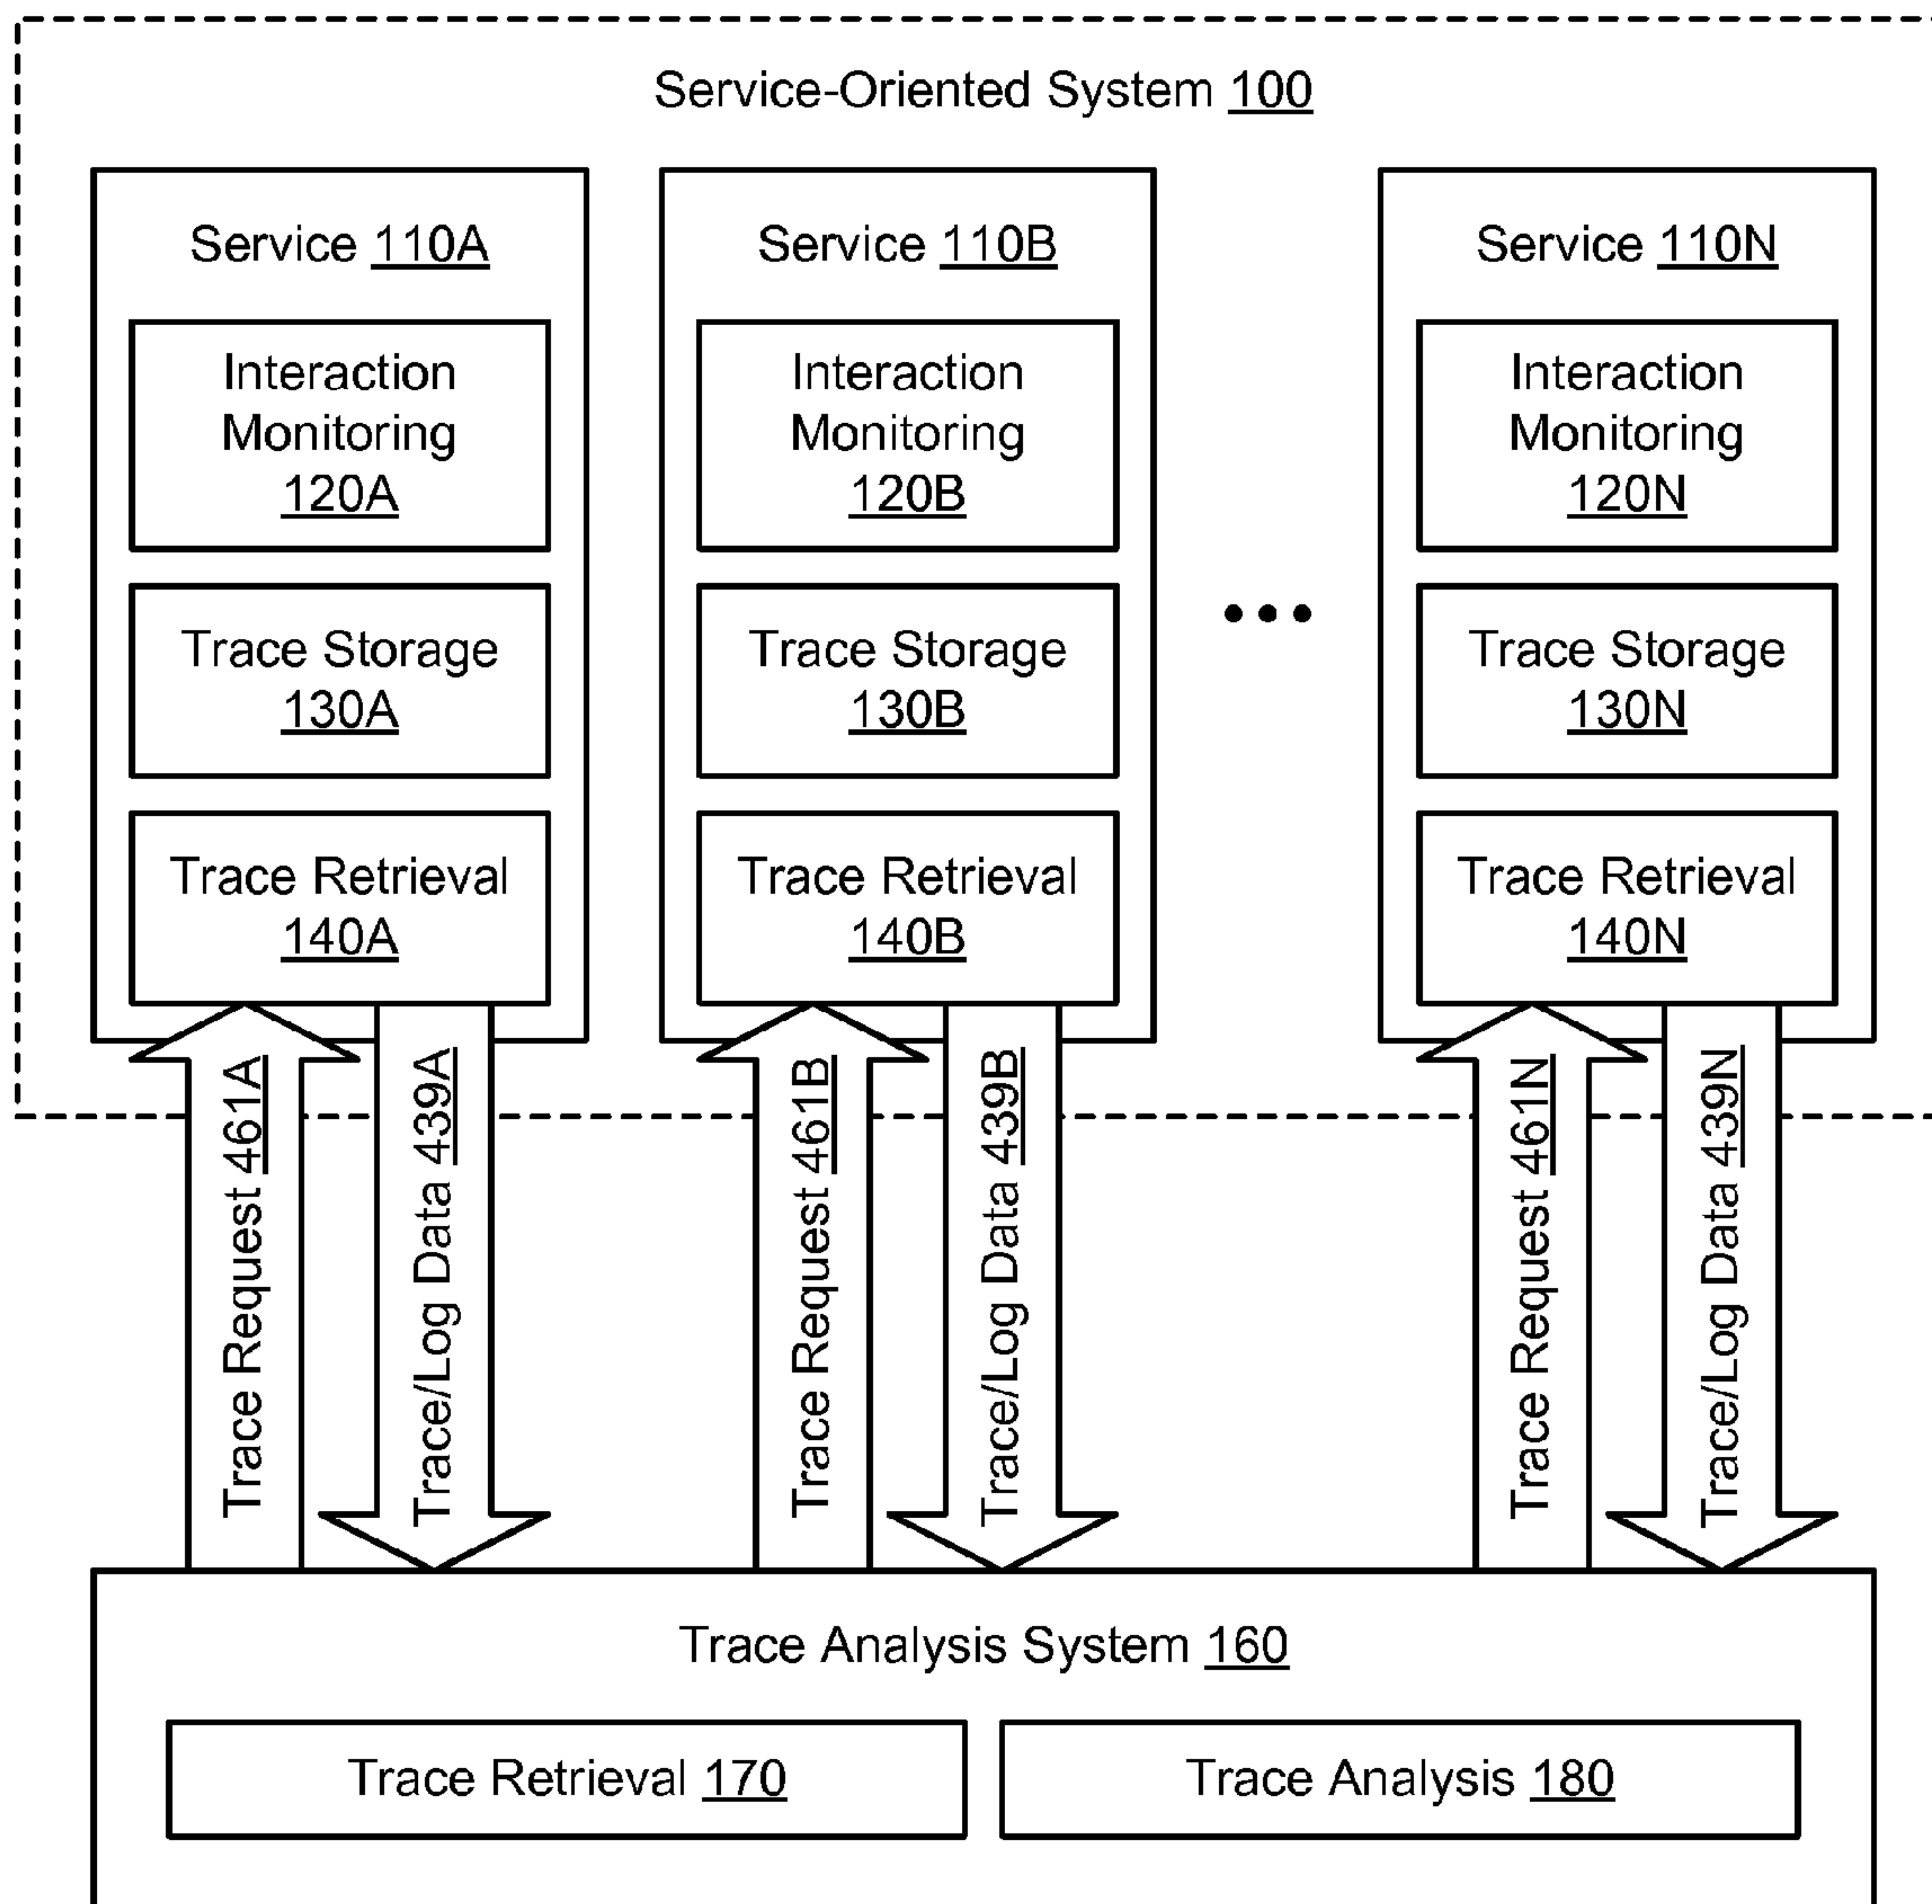 Service-Oriented System 100
Service 110A
Interaction
Monitoring
120A
Trace Storage
130A
Trace Retrieval
140A
Service 110B
Interaction
Monitoring
120B
Trace Storage
130B
Trace Retrieval
140B
•••
Service 110N
Interaction
Monitoring
120N
Trace Storage
130N
Trace Retrieval
140N
Trace Request 461A
Trace/Log Data 439A
Trace Request 461B
Trace/Log Data 439B
Trace Request 461N
Trace/Log Data 439N
Trace Analysis System 160
Trace Retrieval 170
Trace Analysis 180